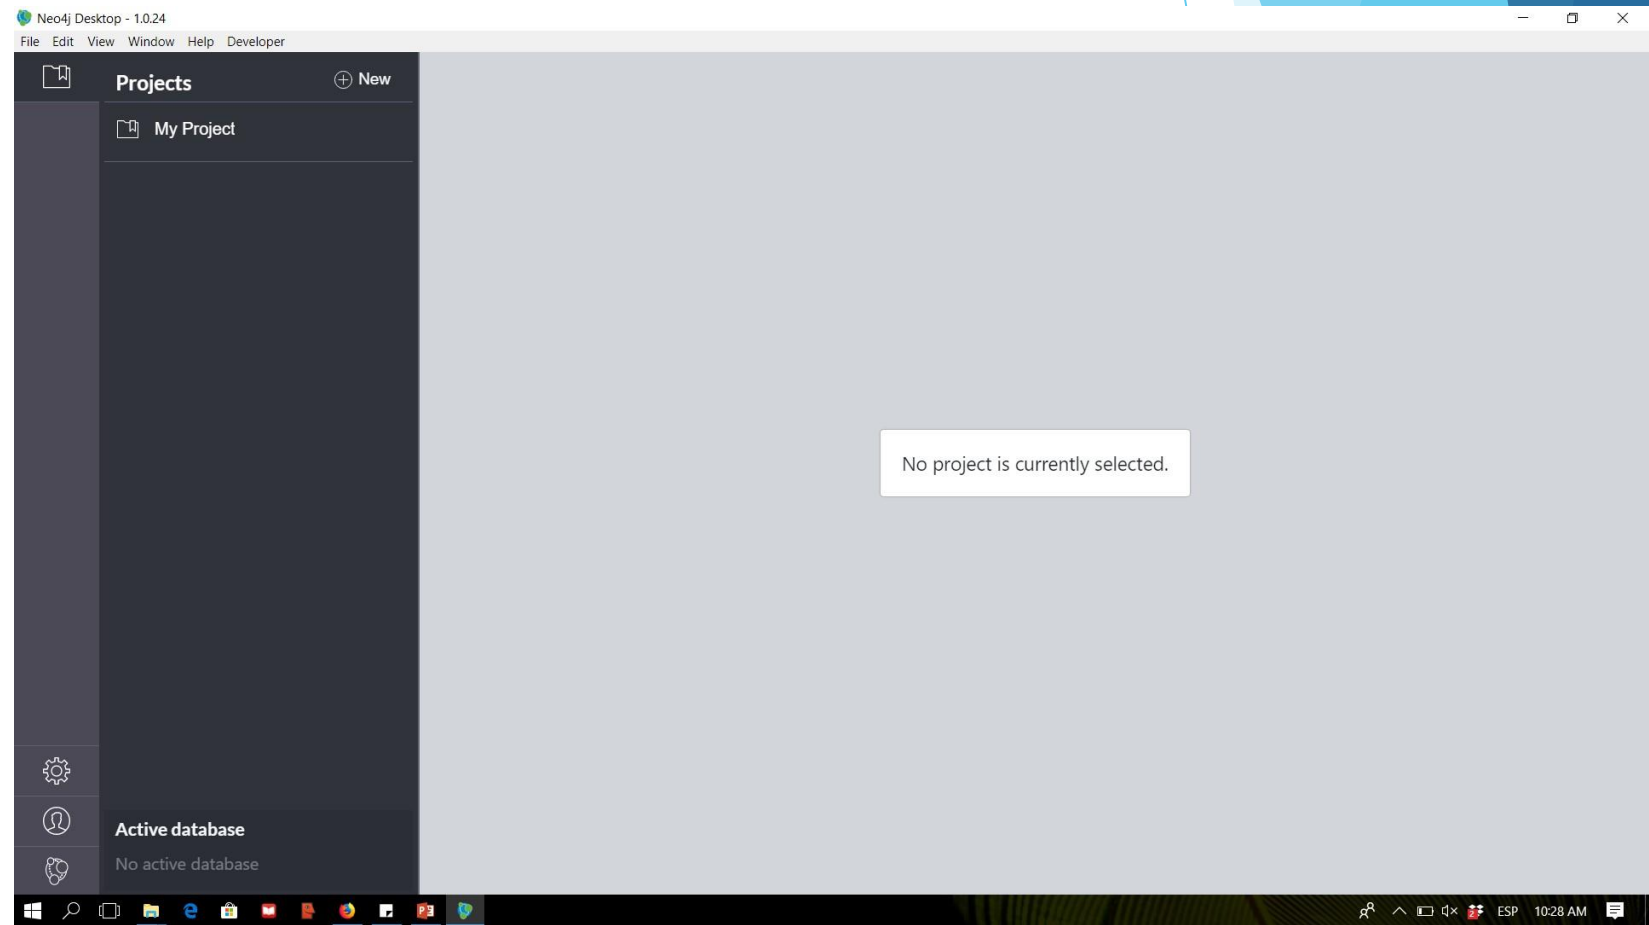 Neo4j Desktop - 1.0.24
File Edit View Window Help Developer
Projects
New
My Project
No project is currently selected.
Active database
No active database
ESP 10:28 AM